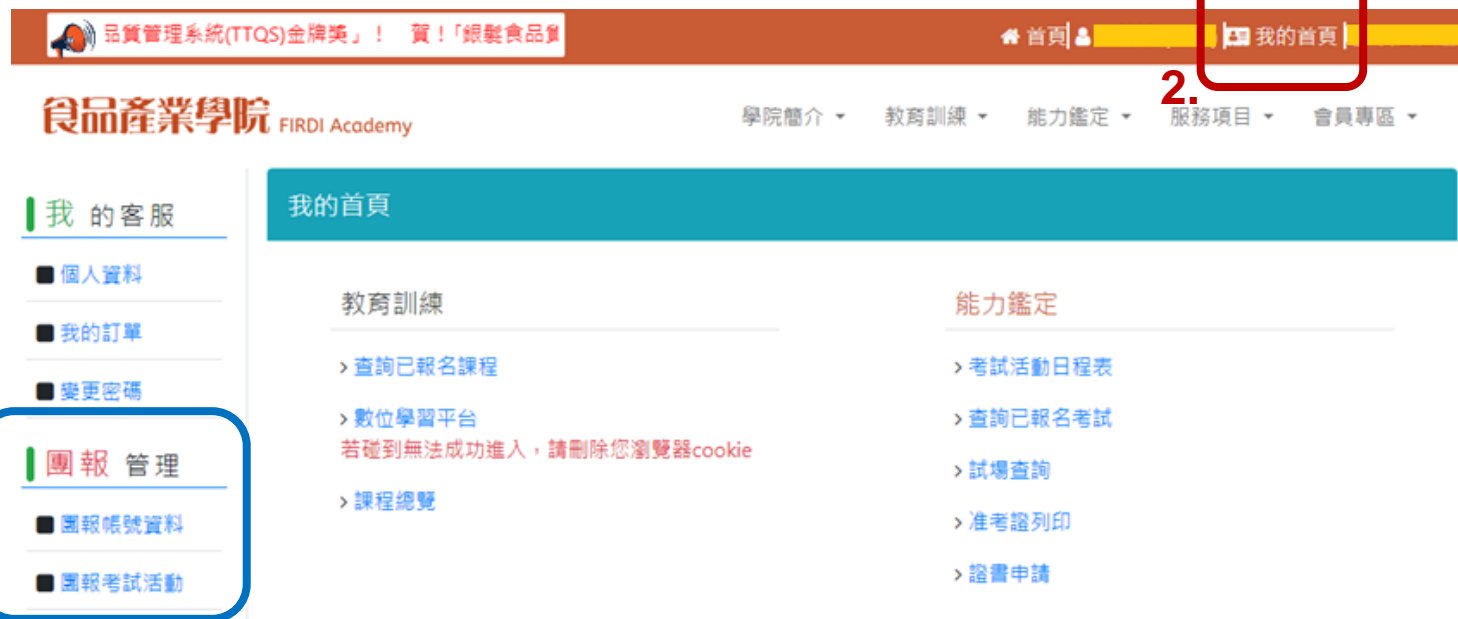 品質管理系統(TTQS)金牌獎」！ 賀！「銀髮食品質
首頁 我的首頁
2.
食品產業學院 FIRDI Academy
學院簡介 教育訓練 能力鑑定 服務項目 會員專區
我 的客服
個人資料
我的訂單
變更密碼
團報 管理
團報帳號資料
團報考試活動
我的首頁
教育訓練
查詢已報名課程
數位學習平台
若碰到無法成功進入，請刪除您瀏覽器cookie
課程總覽
能力鑑定
考試活動日程表
查詢已報名考試
試場查詢
准考證列印
證書申請